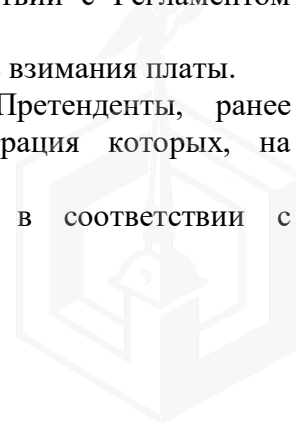 ствии с Регламентом
взимания платы.
Претенденты, ранее
рация которых, на
в соответствии с